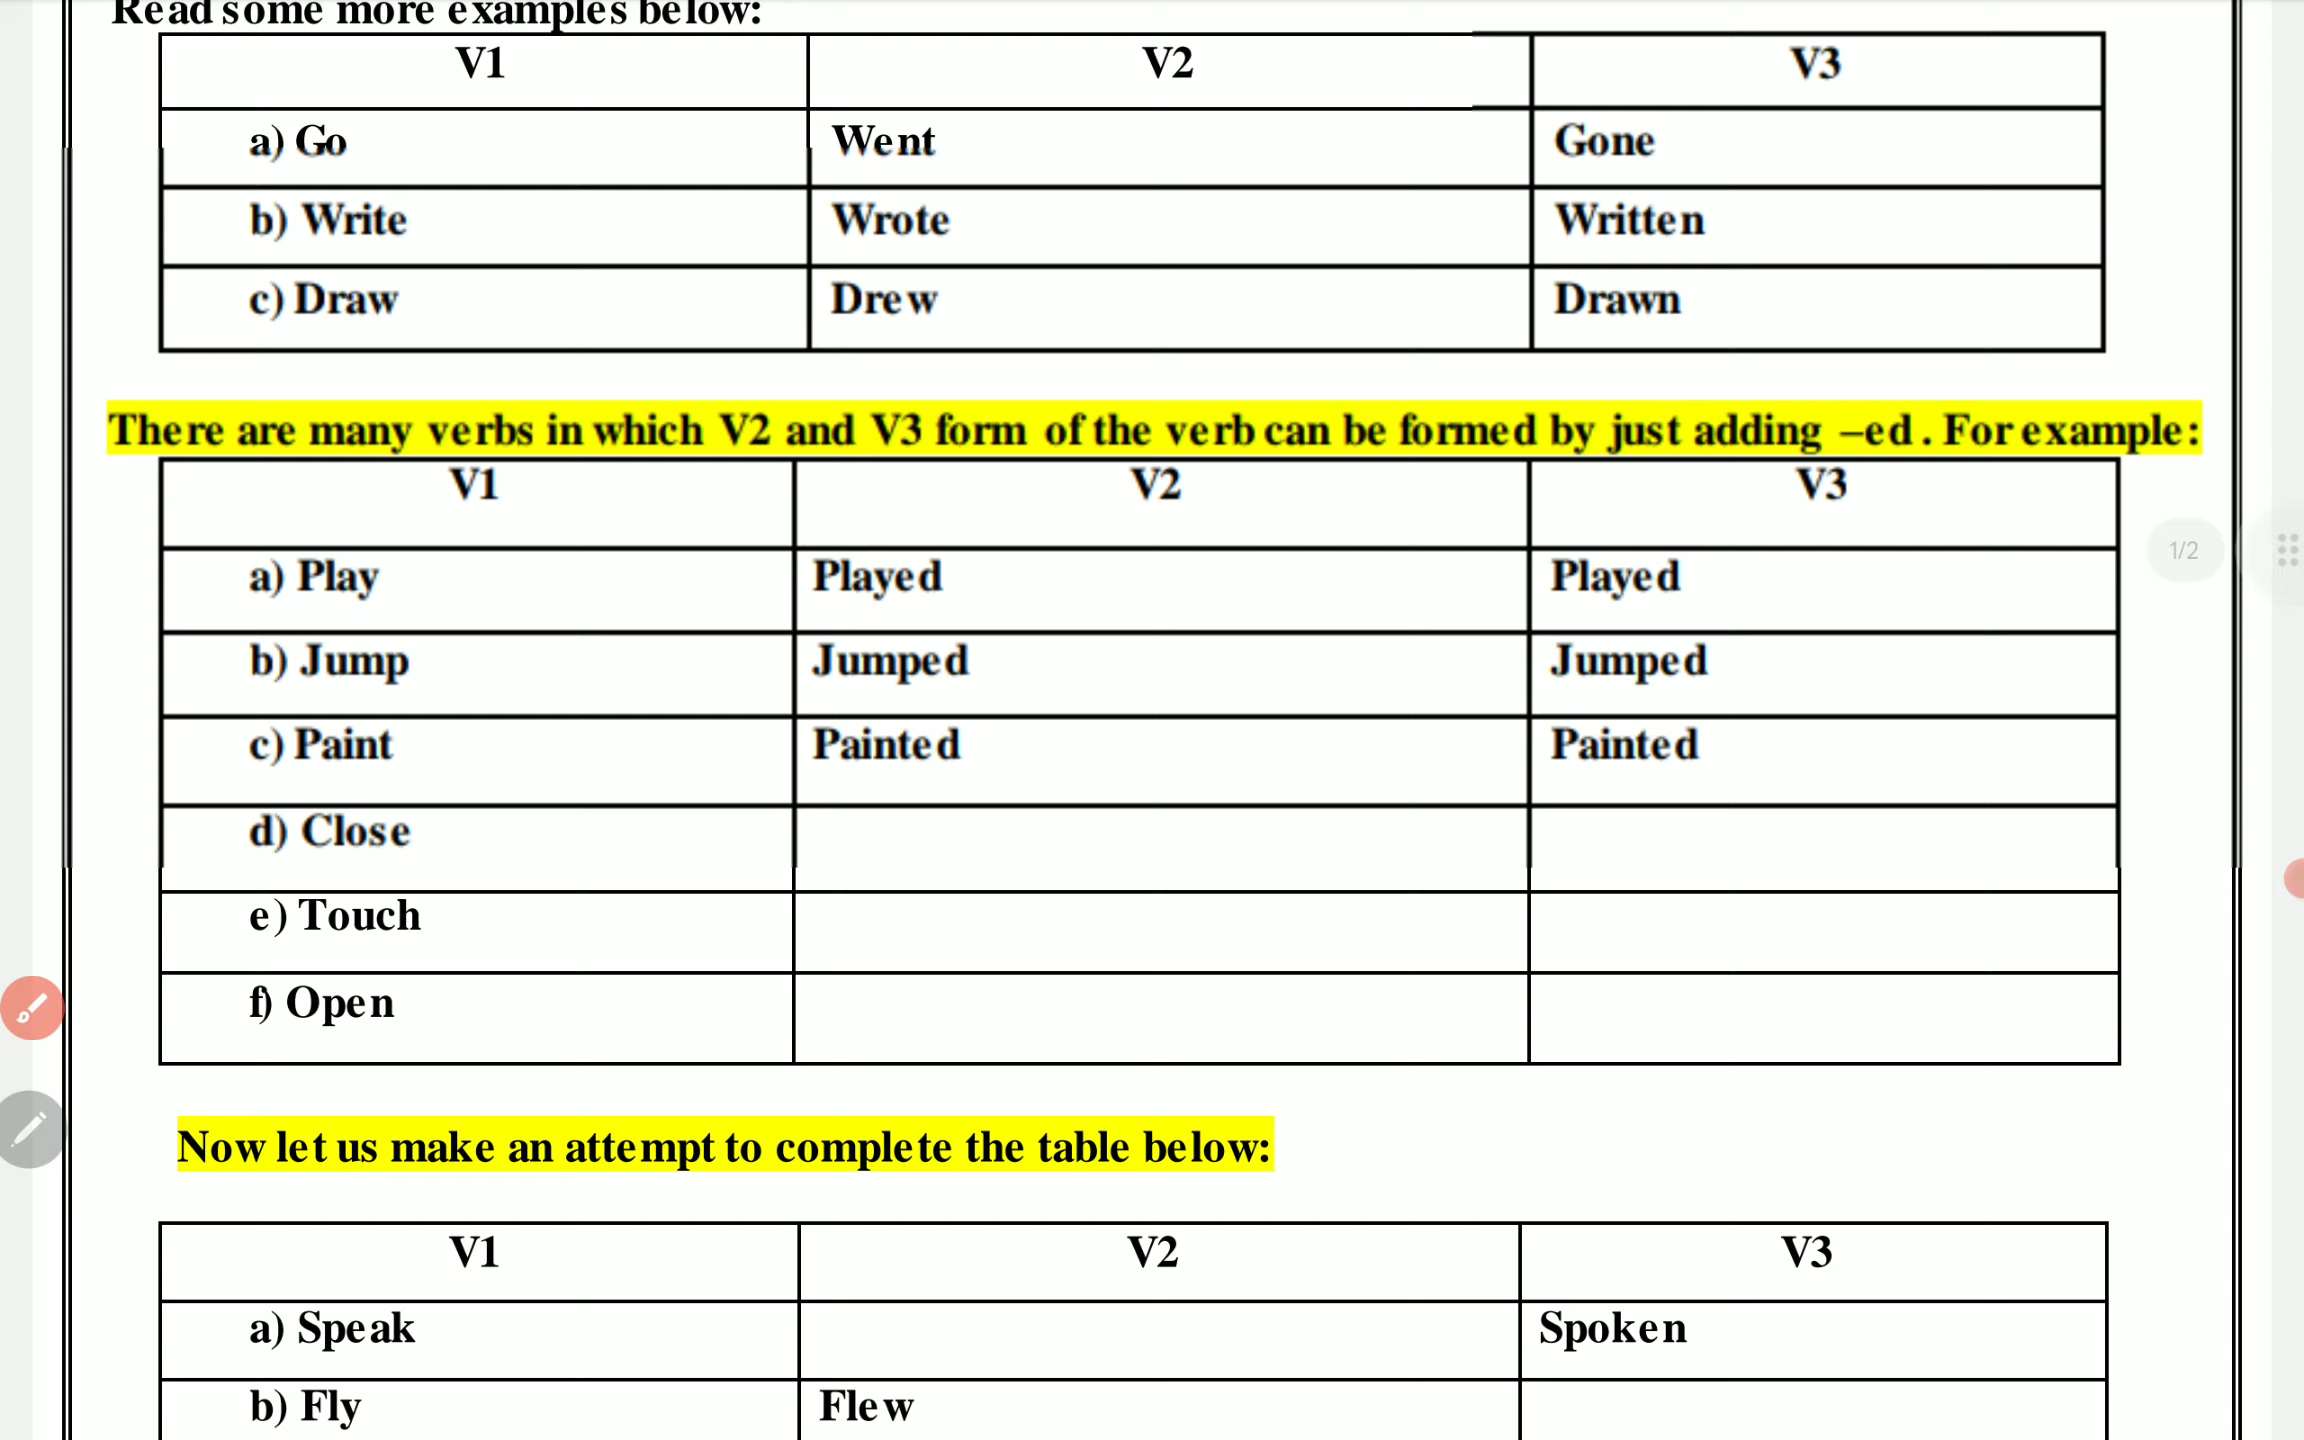 Read some more examples below:
V1 V2 V3
a) Go Went Gone
b) Write Wrote Written
c) Draw Drew Drawn
There are many verbs in which V2 and V3 form of the verb can be formed by just adding –ed. For example:
V1 V2 V3
a) Play Played Played
1/2
b) Jump Jumped Jumped
c) Paint Painted Painted
d) Close
e) Touch
f) Open
Now let us make an attempt to complete the table below:
V1 V2 V3
a) Speak Spoken
b) Fly Flew